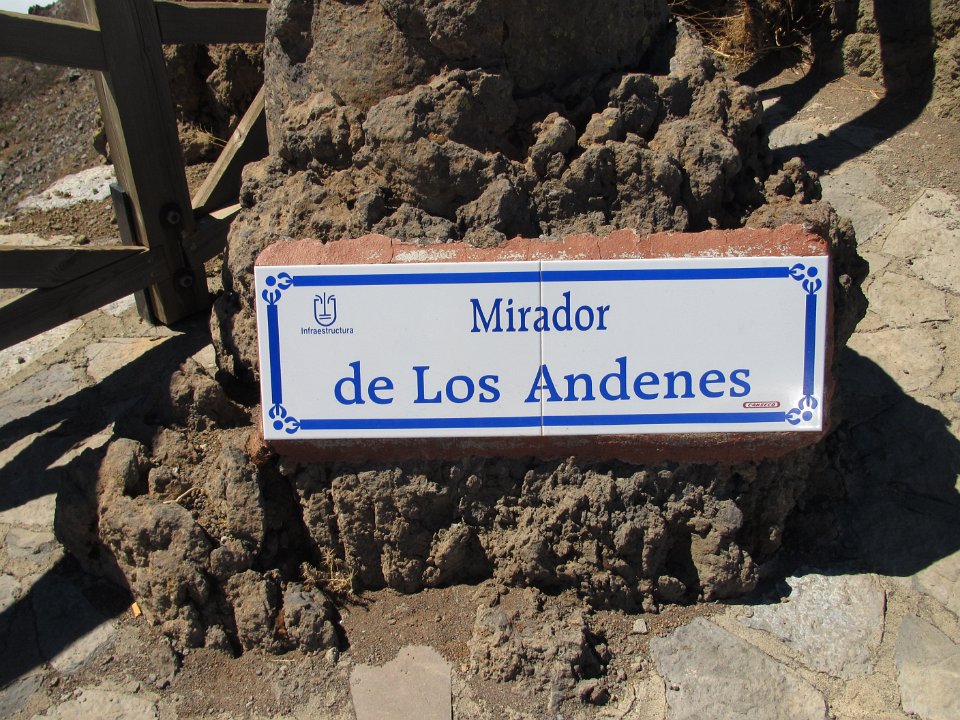 Infraestructura
Mirador
de Los Andenes